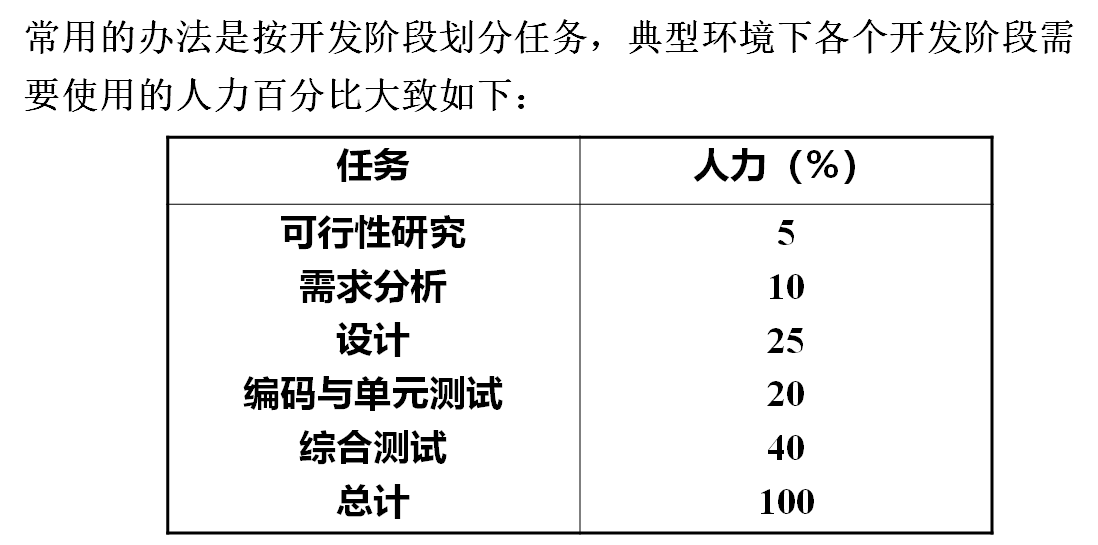 常用的办法是按开发阶段划分任务，典型环境下各个开发阶段需
要使用的人力百分比大致如下：
任务 人力（%）
可行性研究 5
需求分析 10
设计 25
编码与单元测试 20
综合测试 40
总计 100